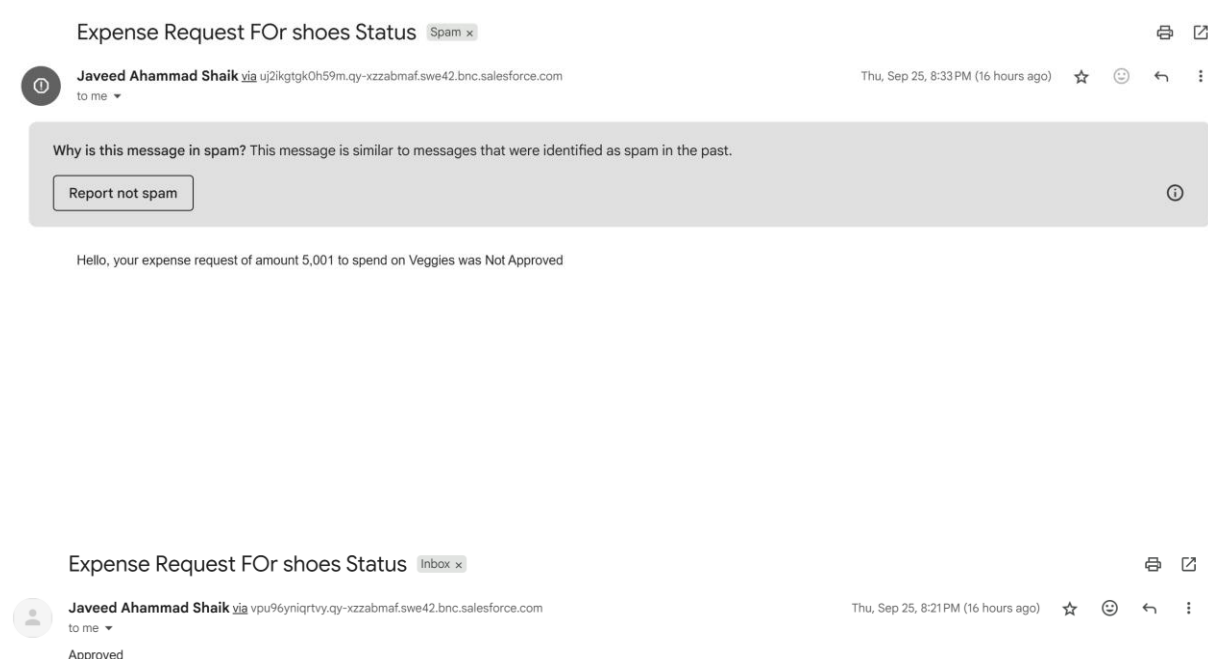 Expense Request FOr shoes Status Spam ×
Javeed Ahammad Shaik via uj2ikgtgk0h59m.qy-xzzabmaf.swe42.bnc.salesforce.com Thu, Sep 25, 8:33 PM (16 hours ago)
to me
Why is this message in spam? This message is similar to messages that were identified as spam in the past.
Report not spam
Hello, your expense request of amount 5,001 to spend on Veggies was Not Approved
Expense Request FOr shoes Status Inbox ×
Javeed Ahammad Shaik via vpu96yniqrtvy.qy-xzzabmaf.swe42.bnc.salesforce.com Thu, Sep 25, 8:21 PM (16 hours ago)
to me
Approved